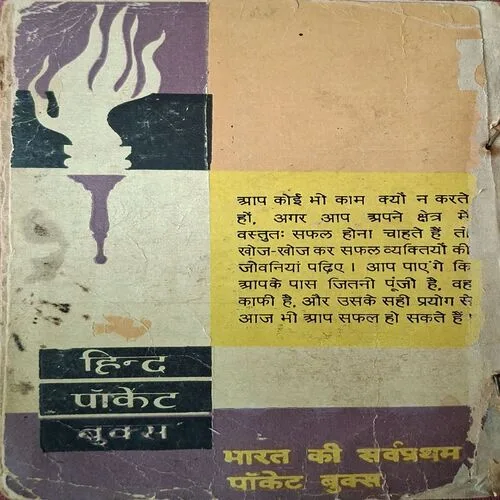 आप कोई भी काम क्यों न करते
हों, अगर आप अपने क्षेत्र में
वस्तुतः सफल होना चाहते हैं तो
खोज-खोज कर सफल व्यक्तियों की
जीवनियां पढ़िए। आप पाएंगे कि
आपके पास जितनी पूंजी है, वह
काफी है, और उसके सही प्रयोग से
आज भी आप सफल हो सकते हैं।
हिन्द
पॉकेट
बुक्स
भारत की सर्वप्रथम
पॉकेट बुक्स